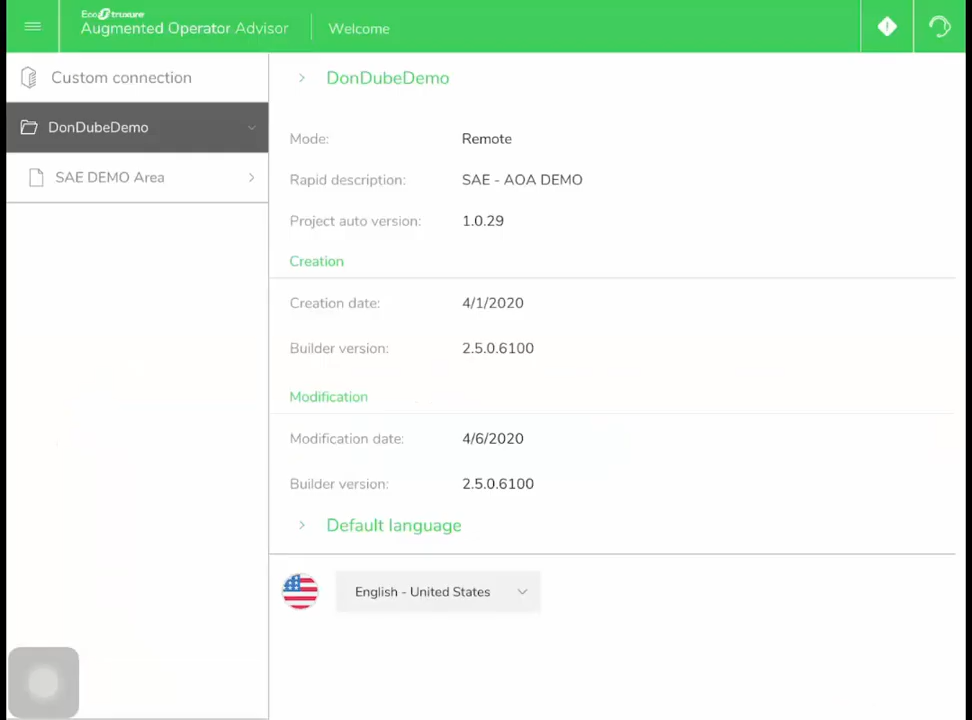 EcoStruxure
Augmented Operator Advisor
Welcome
Custom connection
DonDubeDemo
SAE DEMO Area
DonDubeDemo
Mode: Remote
Rapid description: SAE - AOA DEMO
Project auto version: 1.0.29
Creation
Creation date: 4/1/2020
Builder version: 2.5.0.6100
Modification
Modification date: 4/6/2020
Builder version: 2.5.0.6100
Default language
English - United States